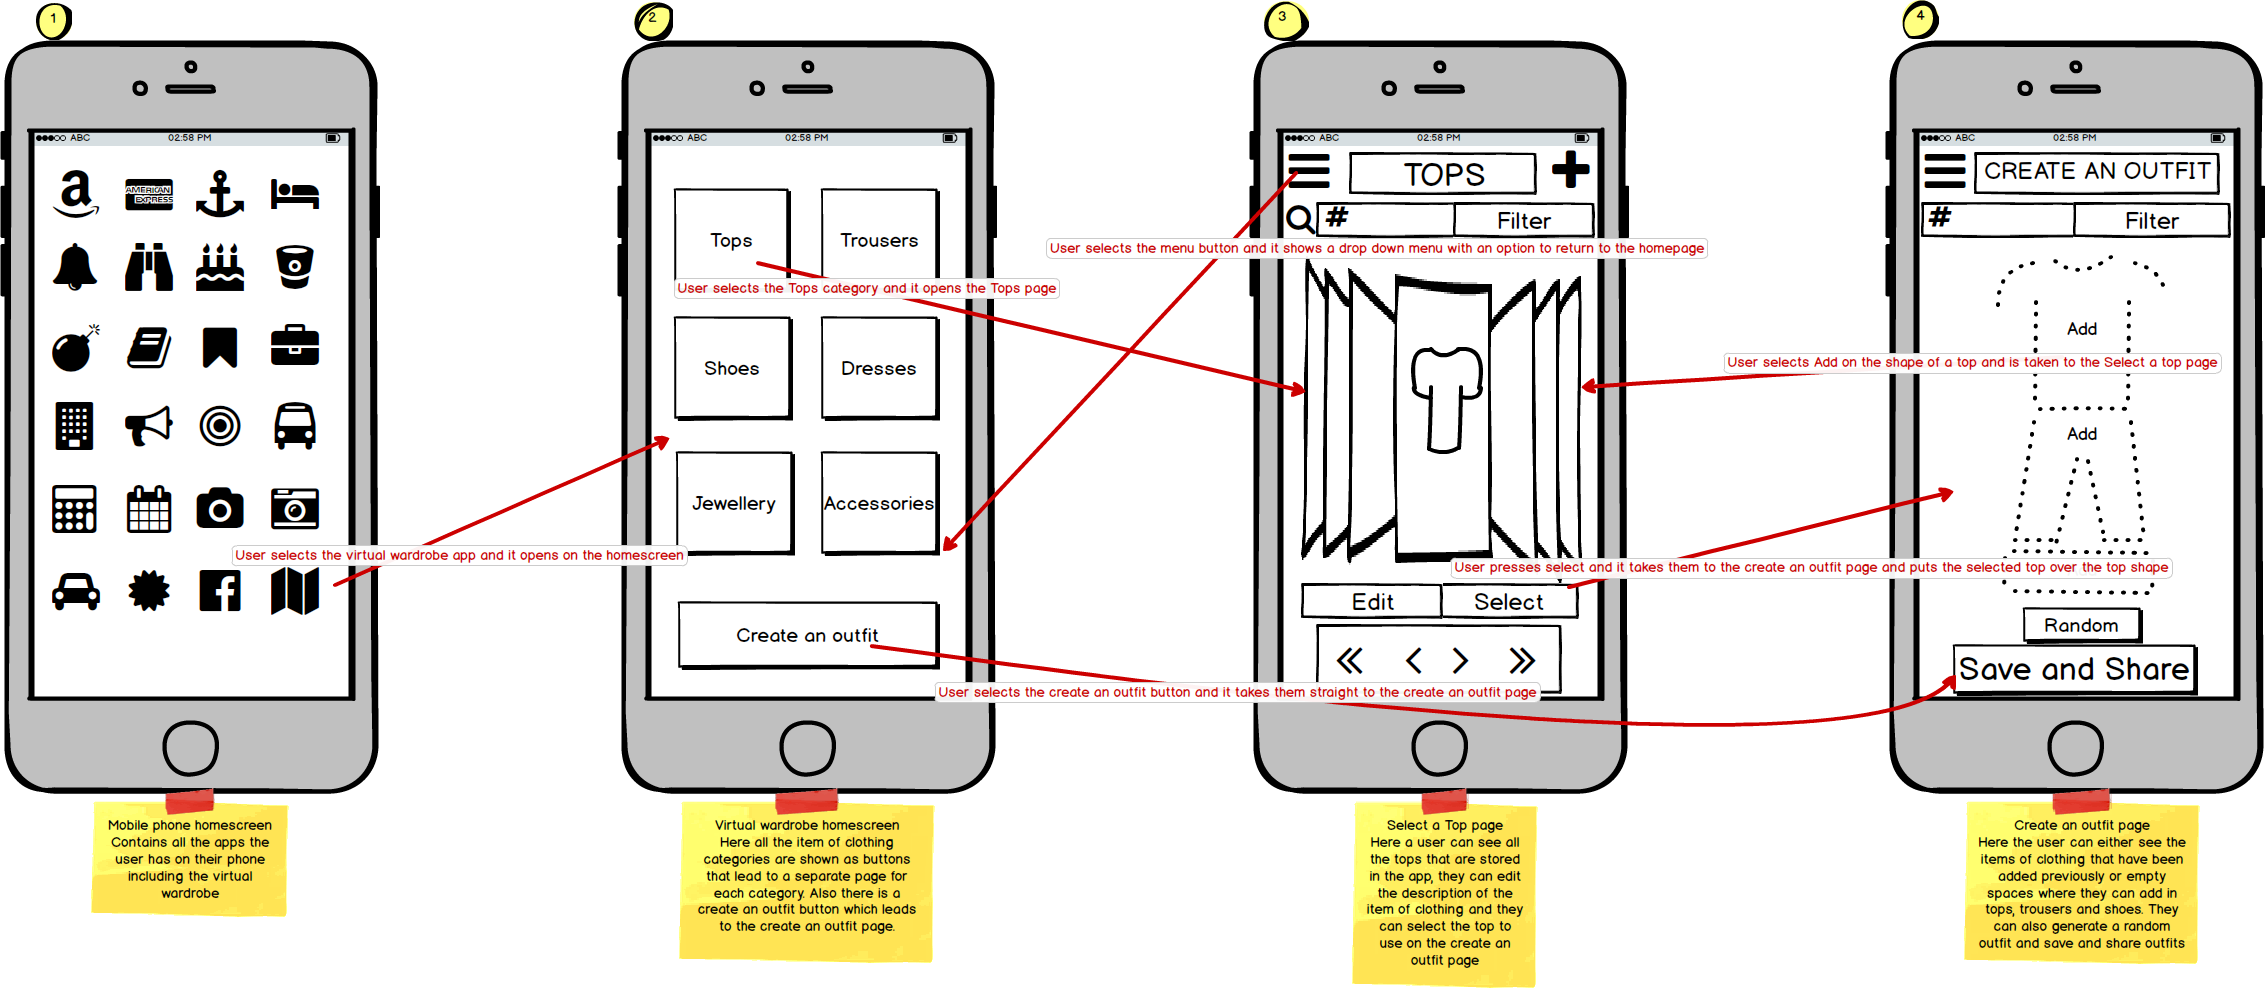 1
2
3
4
ABC 02:58 PM
AMERICAN
EXPRESS
ABC 02:58 PM
Tops
Trousers
User selects the Tops category and it opens the Tops page
Shoes
Dresses
Jewellery
Accessories
User selects the virtual wardrobe app and it opens on the homescreen
Create an outfit
User selects the create an outfit button and it takes them straight to the create an outfit page
ABC 02:58 PM
TOPS
#
Filter
User selects the menu button and it shows a drop down menu with an option to return to the homepage
User presses select and it takes them to the create an outfit page and puts the selected top over the top shape
Edit
Select
ABC 02:58 PM
CREATE AN OUTFIT
#
Filter
Add
User selects Add on the shape of a top and is taken to the Select a top page
Add
Random
Save and Share
Mobile phone homescreen
Contains all the apps the
user has on their phone
including the virtual
wardrobe
Virtual wardrobe homescreen
Here all the item of clothing
categories are shown as buttons
that lead to a separate page for
each category. Also there is a
create an outfit button which leads
to the create an outfit page.
Select a Top page
Here a user can see all
the tops that are stored
in the app, they can edit
the description of the
item of clothing and they
can select the top to
use on the create an
outfit page
Create an outfit page
Here the user can either see the
items of clothing that have been
added previously or empty
spaces where they can add in
tops, trousers and shoes. They
can also generate a random
outfit and save and share outfits